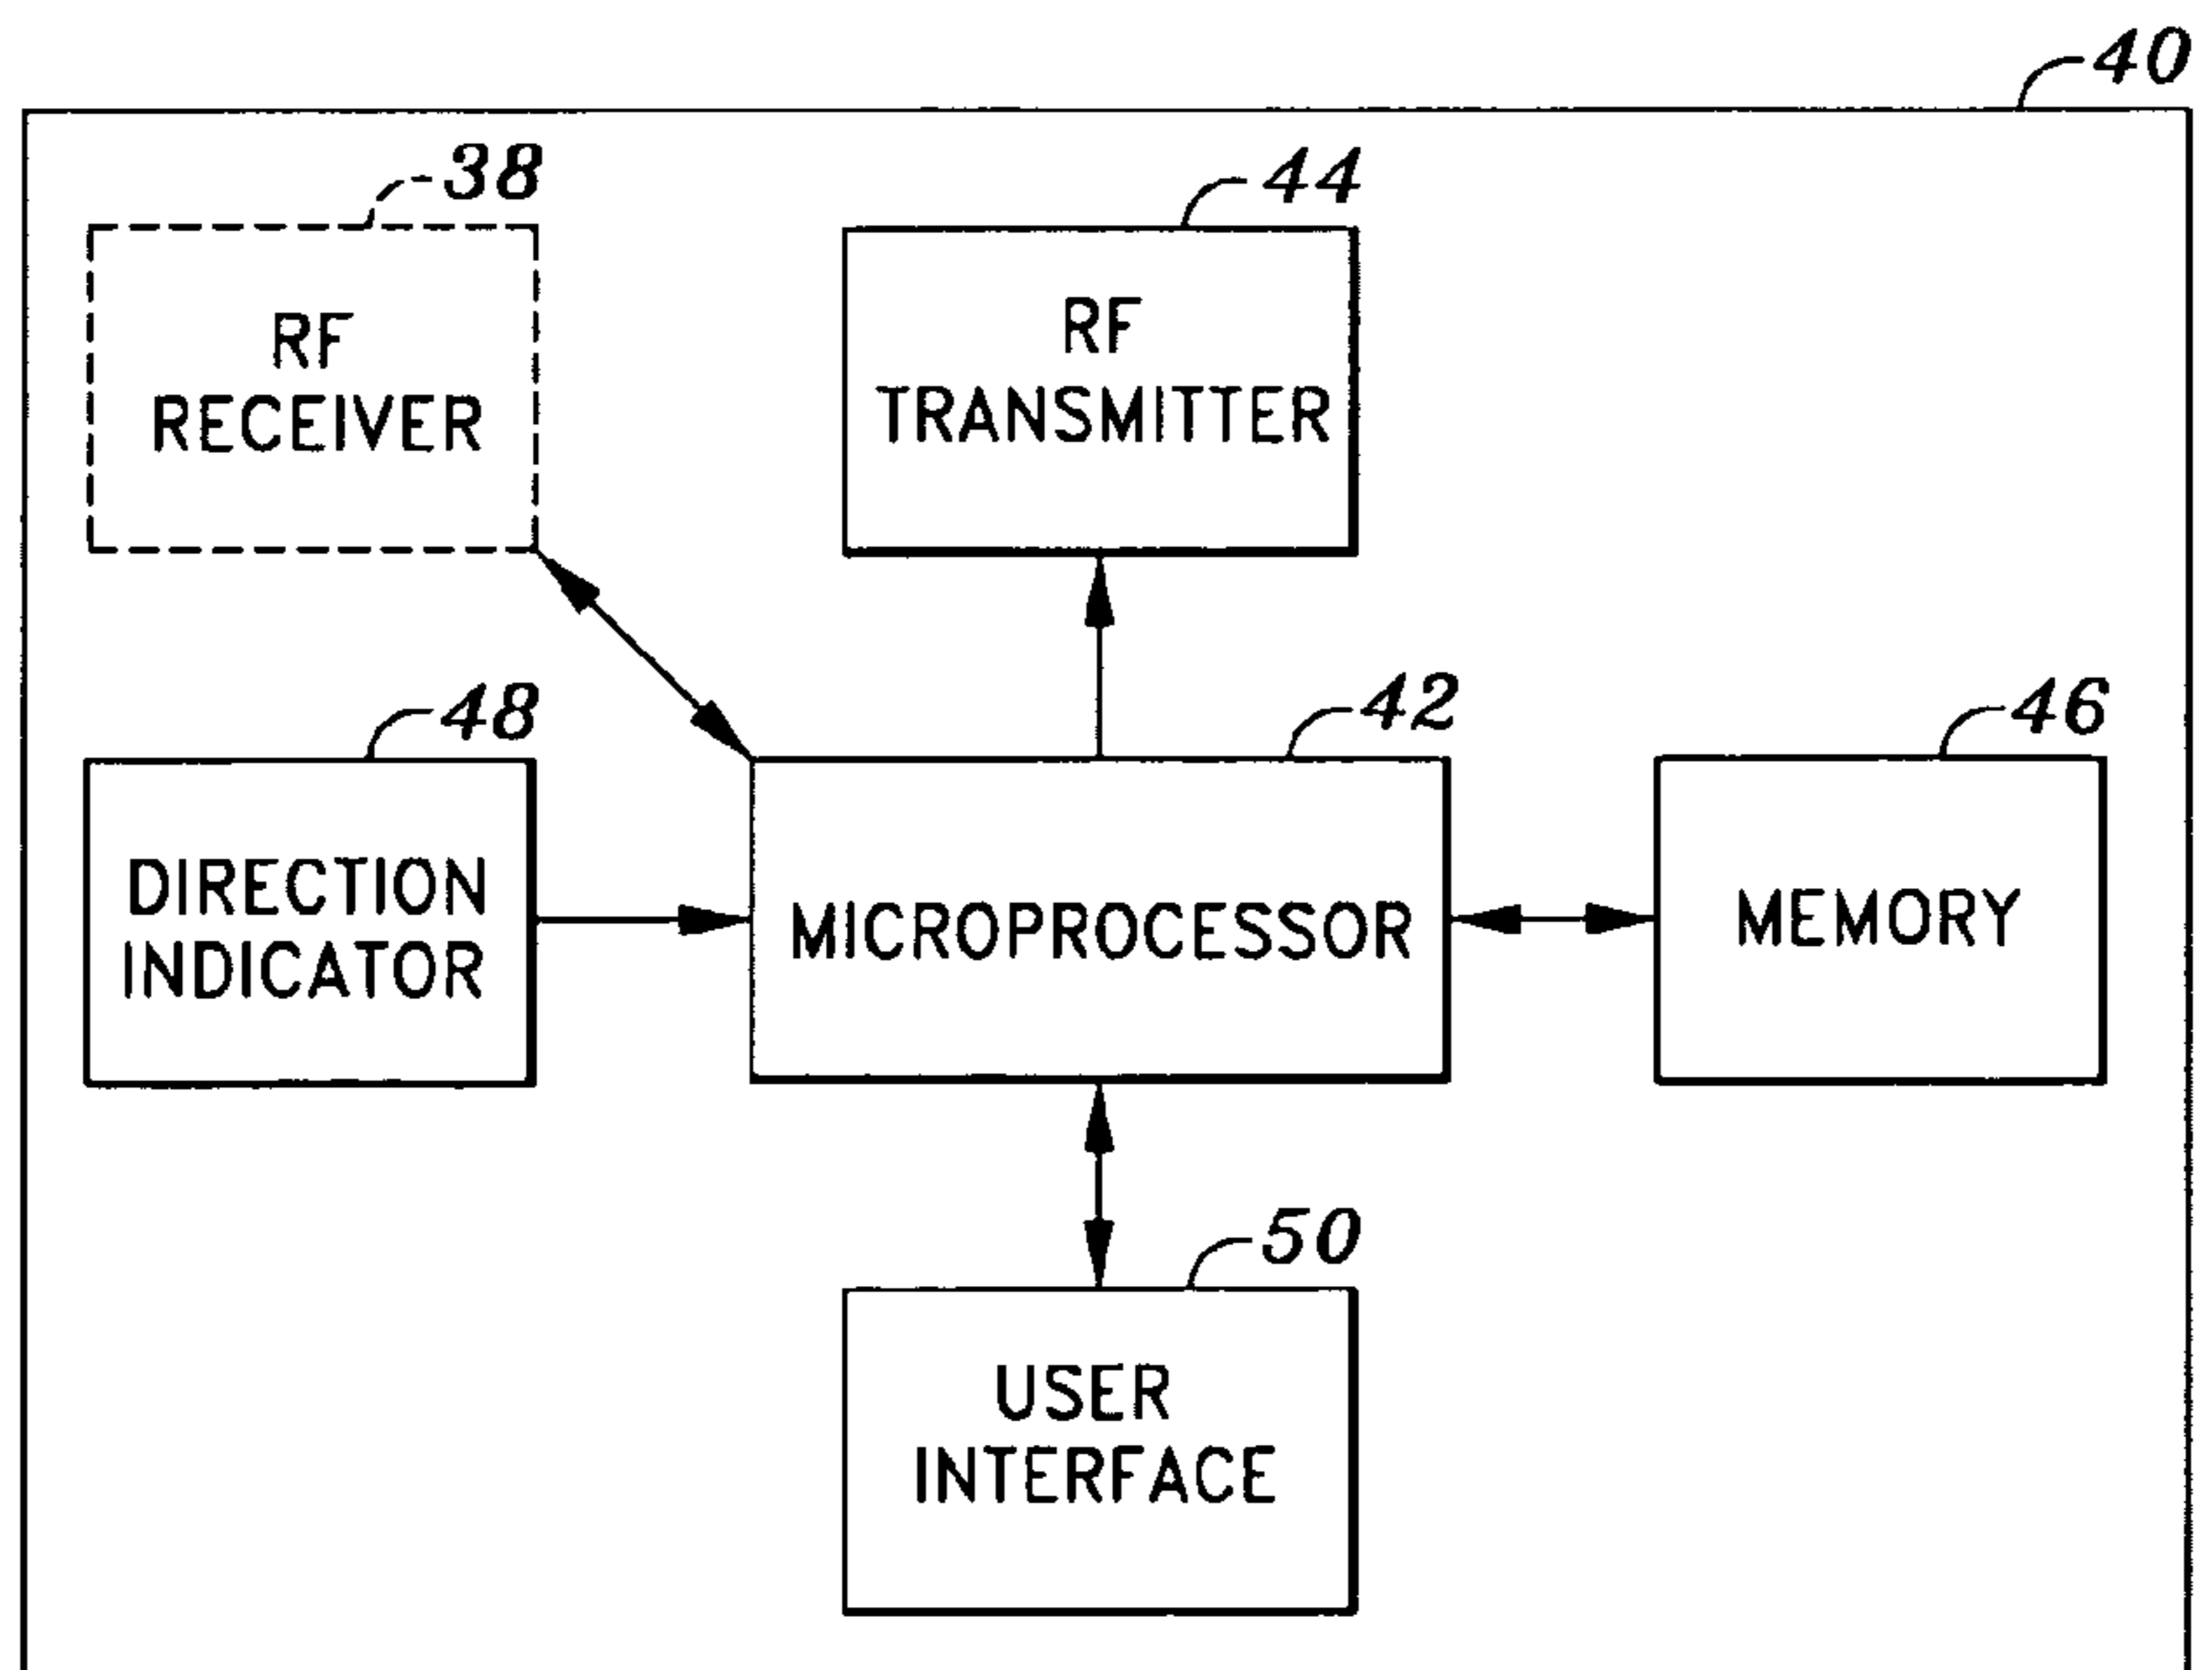 40
38
44
RF
RECEIVER
RF
TRANSMITTER
48
42
46
DIRECTION
INDICATOR
MICROPROCESSOR
MEMORY
50
USER
INTERFACE